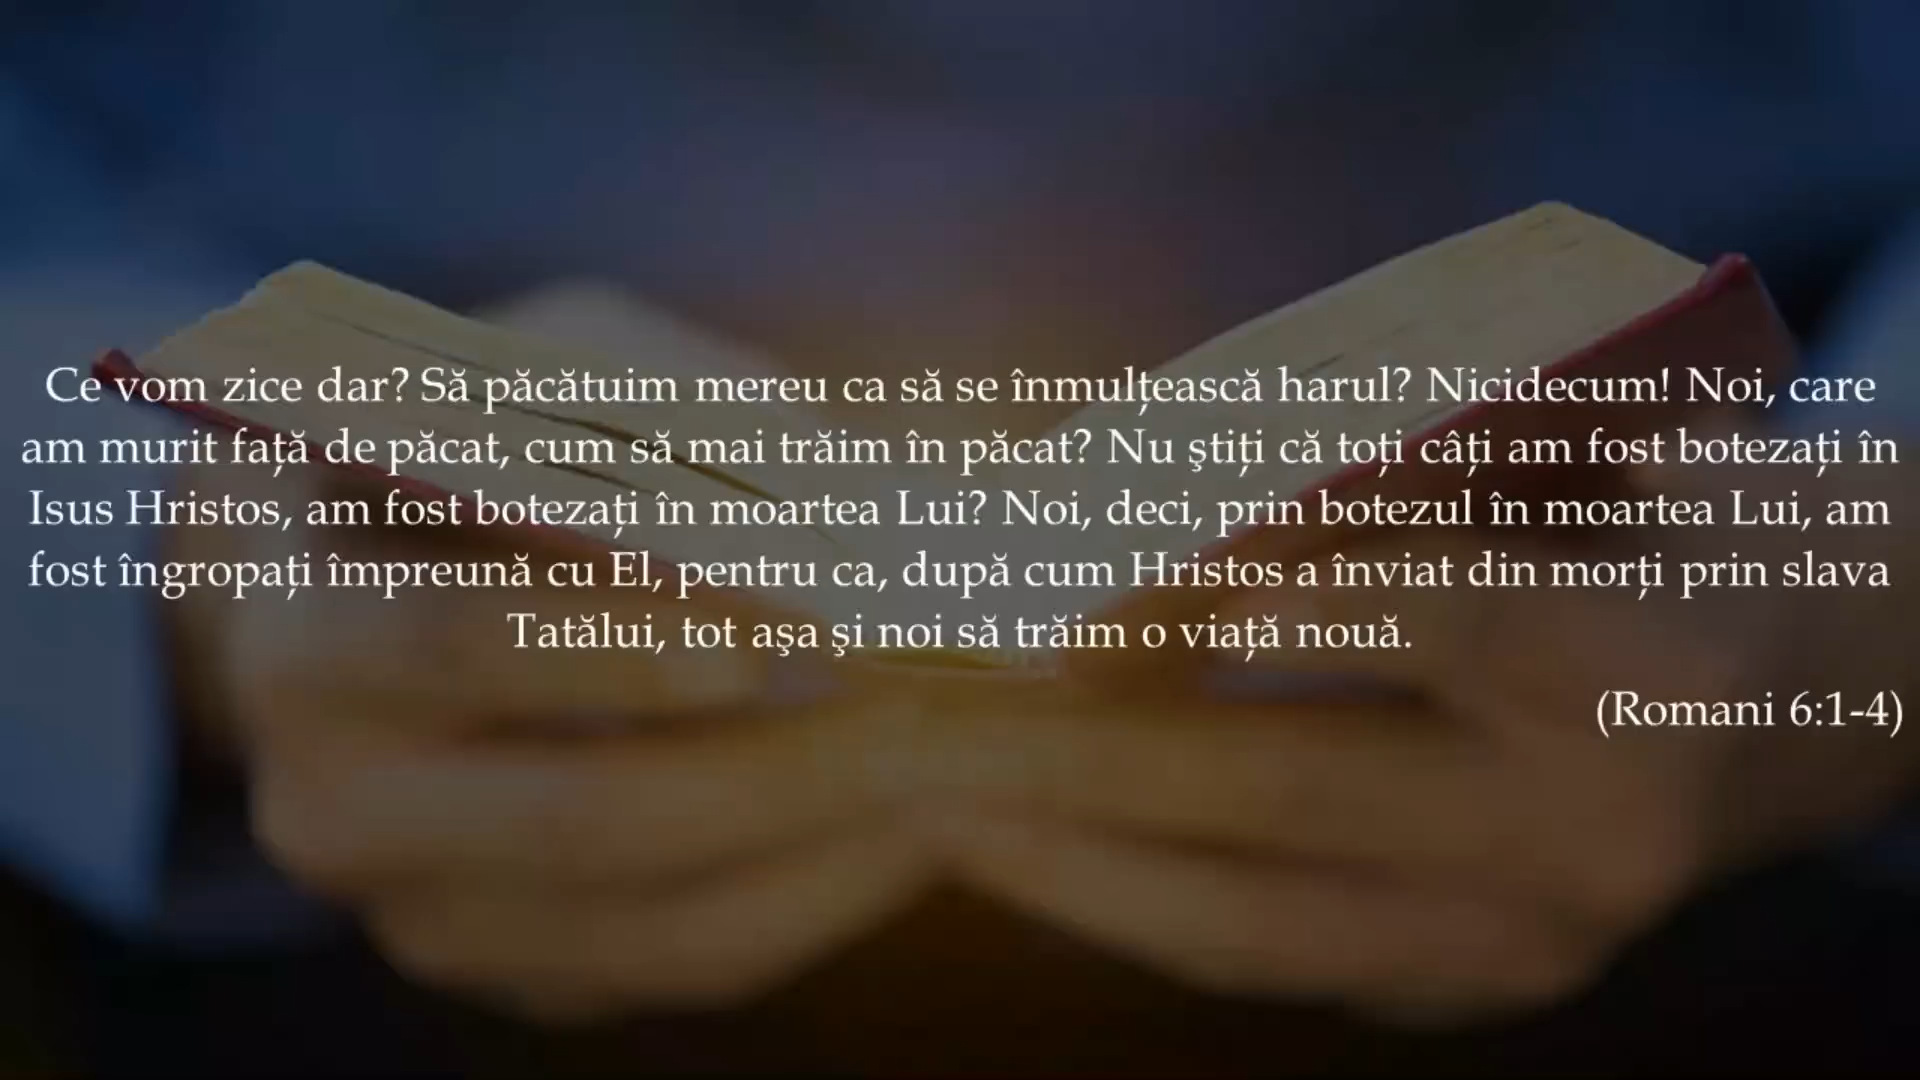 Ce vom zice dar? Să păcătuim mereu ca să se înmulțească harul? Nicidecum! Noi, care
am murit față de păcat, cum să mai trăim în păcat? Nu ştiți că toți câți am fost botezați în
Isus Hristos, am fost botezați în moartea Lui? Noi, deci, prin botezul în moartea Lui, am
fost îngropați împreună cu El, pentru ca, după cum Hristos a înviat din morți prin slava
Tatălui, tot aşa şi noi să trăim o viață nouă.
(Romani 6:1-4)